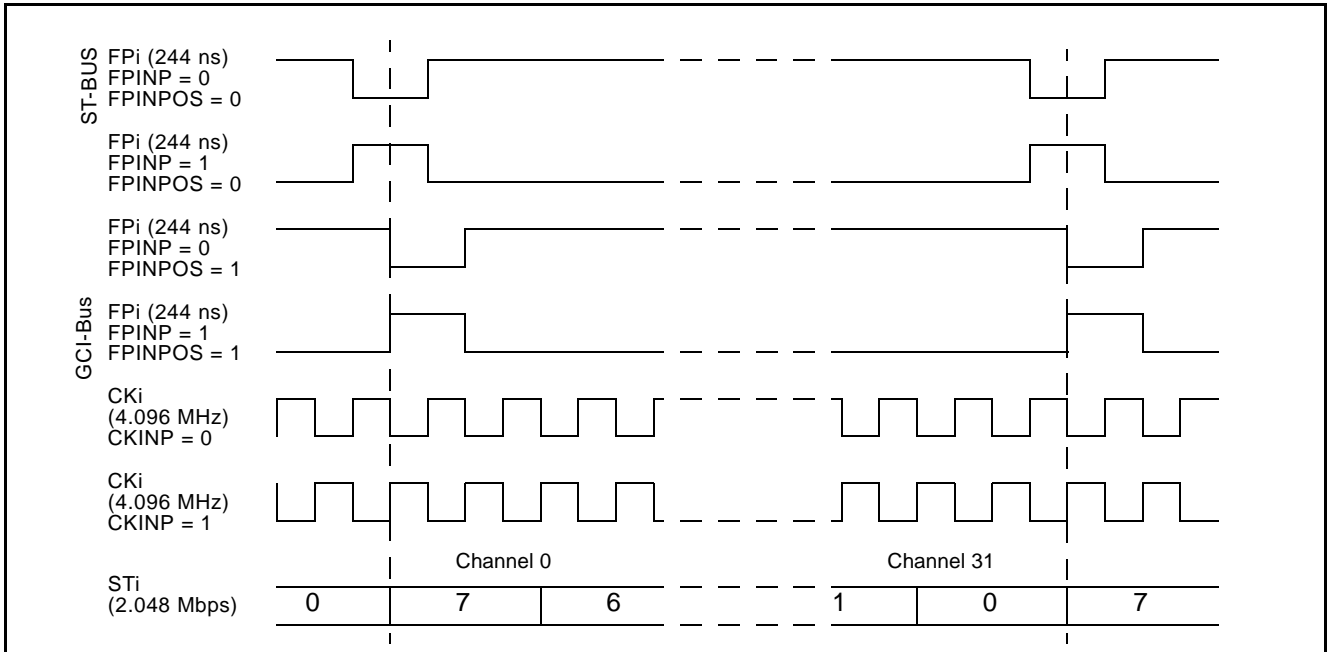 ST-BUS
FPi (244 ns)
FPINP = 0
FPINPOS = 0
FPi (244 ns)
FPINP = 1
FPINPOS = 0
FPi (244 ns)
FPINP = 0
FPINPOS = 1
GCI-Bus
FPi (244 ns)
FPINP = 1
FPINPOS = 1
CKi
(4.096 MHz)
CKINP = 0
CKi
(4.096 MHz)
CKINP = 1
Channel 0 Channel 31
STi
(2.048 Mbps)
0 7 6 1 0 7